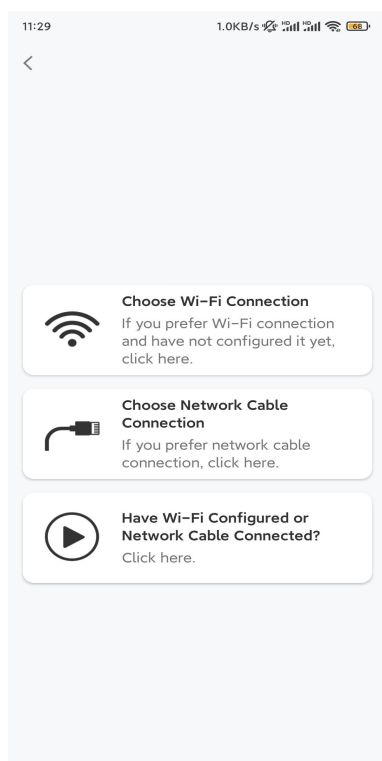 11:29
1.0KB/s HD HD 68
Choose Wi-Fi Connection
If you prefer Wi-Fi connection
and have not configured it yet,
click here.
Choose Network Cable
Connection
If you prefer network cable
connection, click here.
Have Wi-Fi Configured or
Network Cable Connected?
Click here.